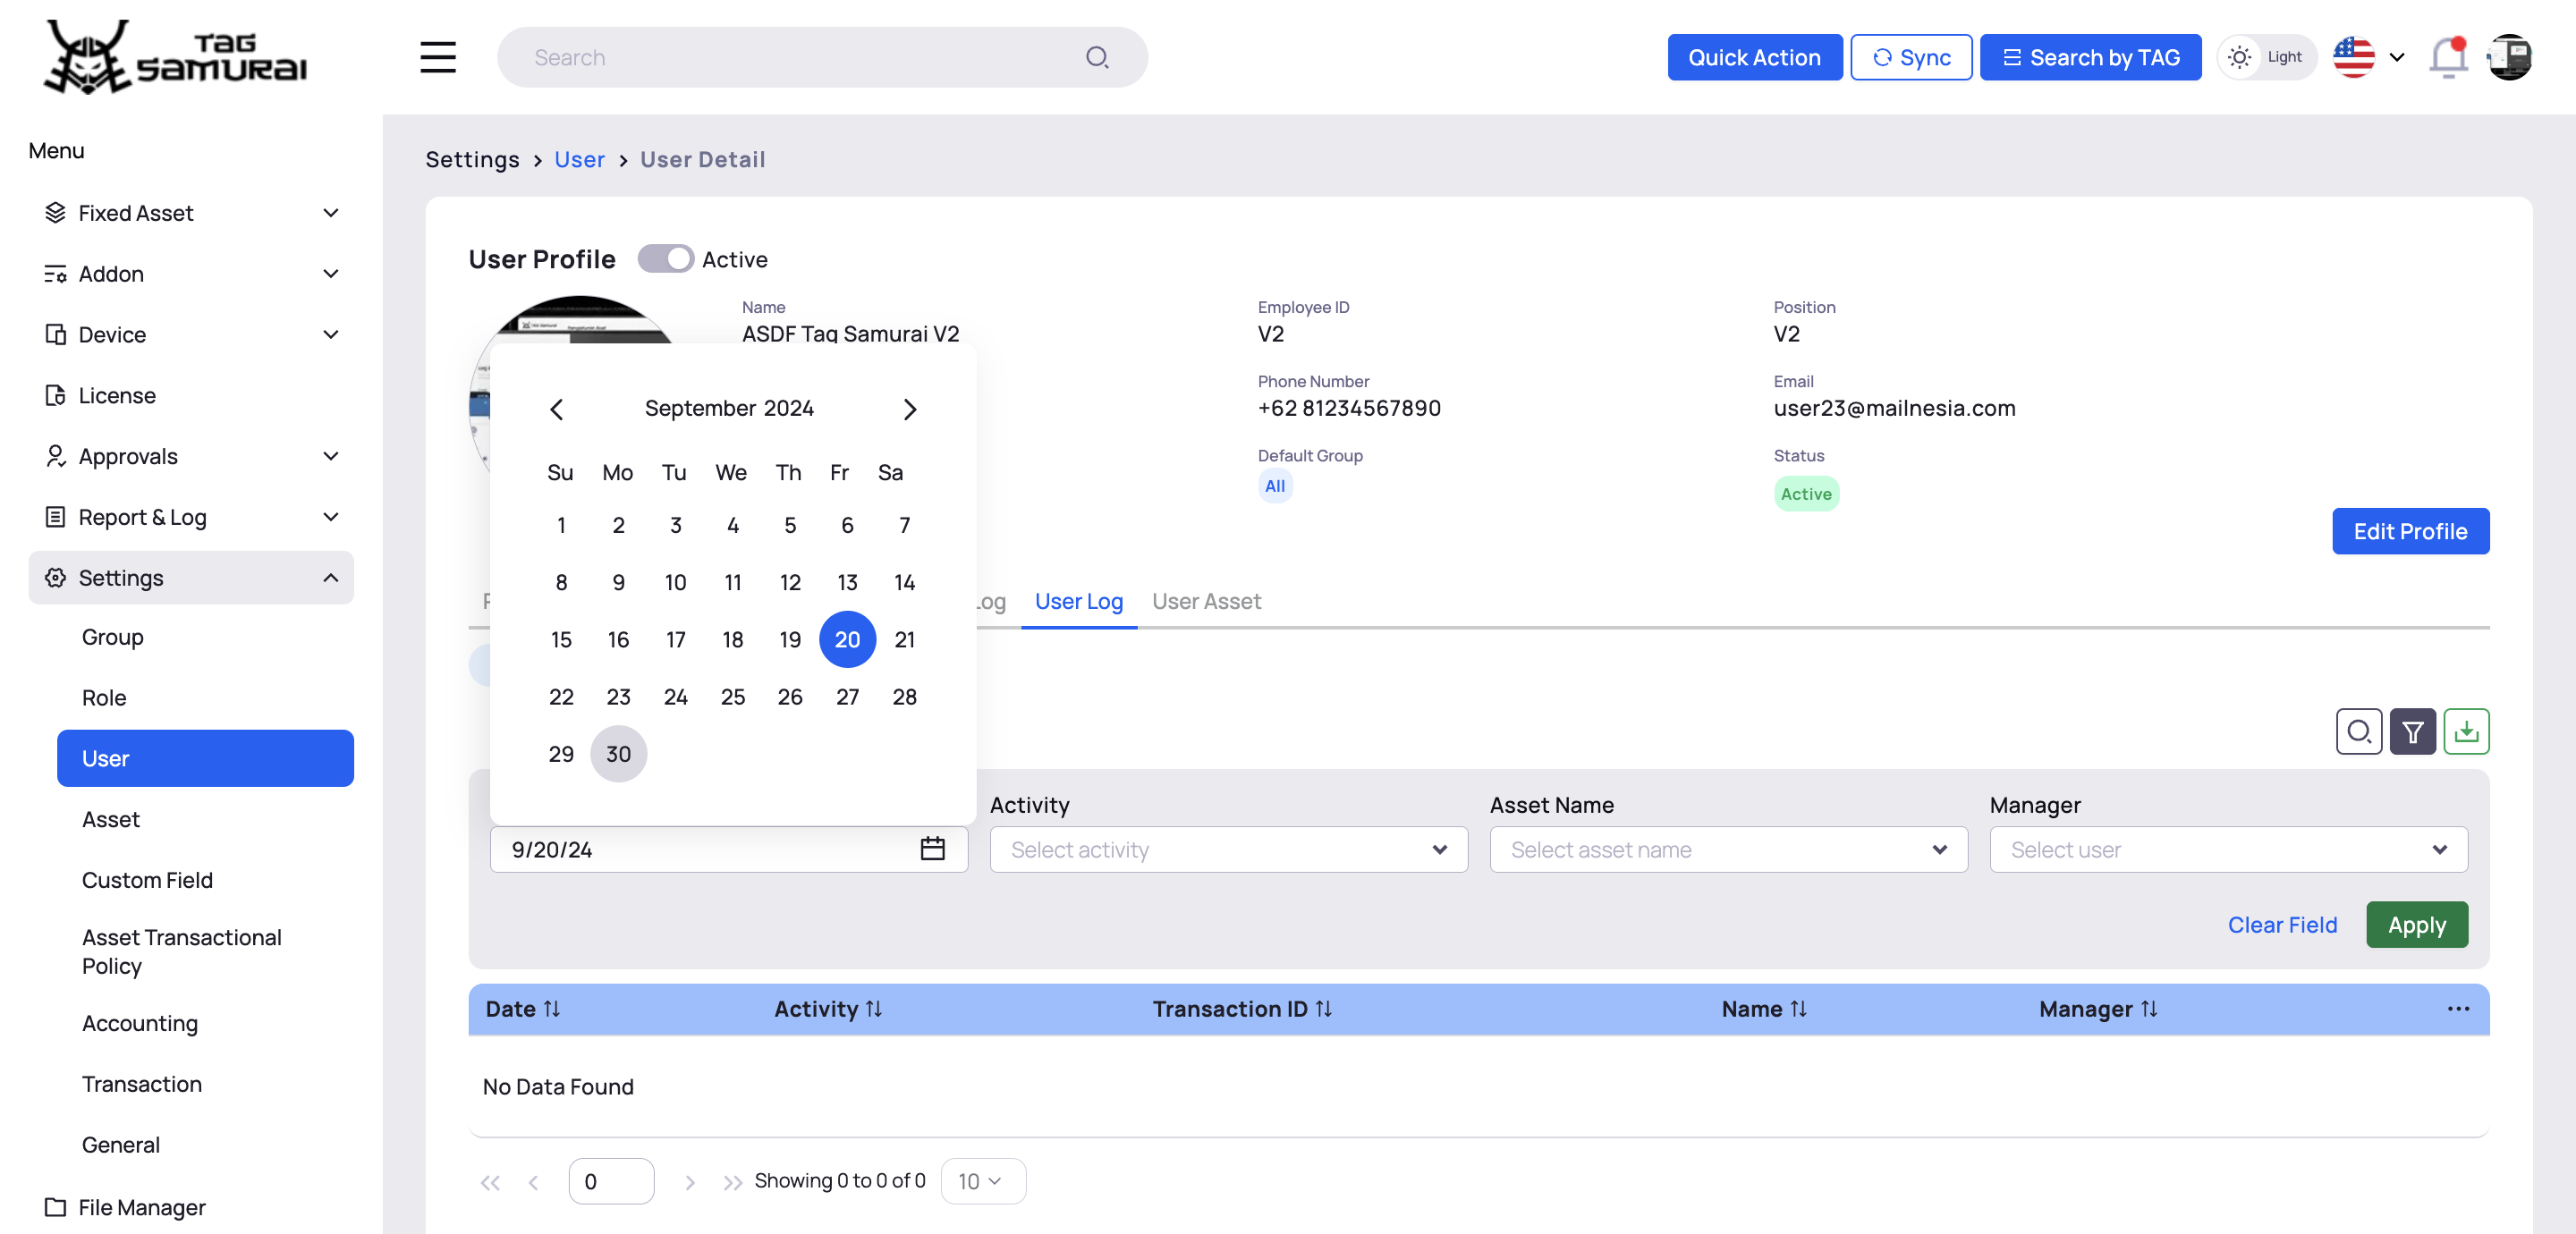 TAG
SAMURAI
Search
Quick Action
Sync
Search by TAG
Light
Menu
Fixed Asset
Addon
Device
License
Approvals
Report & Log
Settings
Group
Role
User
Asset
Custom Field
Asset Transactional
Policy
Accounting
Transaction
General
File Manager
Settings > User > User Detail
User Profile
Active
Name
ASDF Tag Samurai V2
Employee ID
V2
Position
V2
Phone Number
+62 81234567890
Email
user23@mailnesia.com
Default Group
All
Status
Active
Edit Profile
September 2024
Su Mo Tu We Th Fr Sa
1 2 3 4 5 6 7
8 9 10 11 12 13 14
15 16 17 18 19 20 21
22 23 24 25 26 27 28
29 30
Log
User Log
User Asset
9/20/24
Activity
Select activity
Asset Name
Select asset name
Manager
Select user
Clear Field
Apply
Date Activity Transaction ID Name Manager
No Data Found
0
Showing 0 to 0 of 0
10